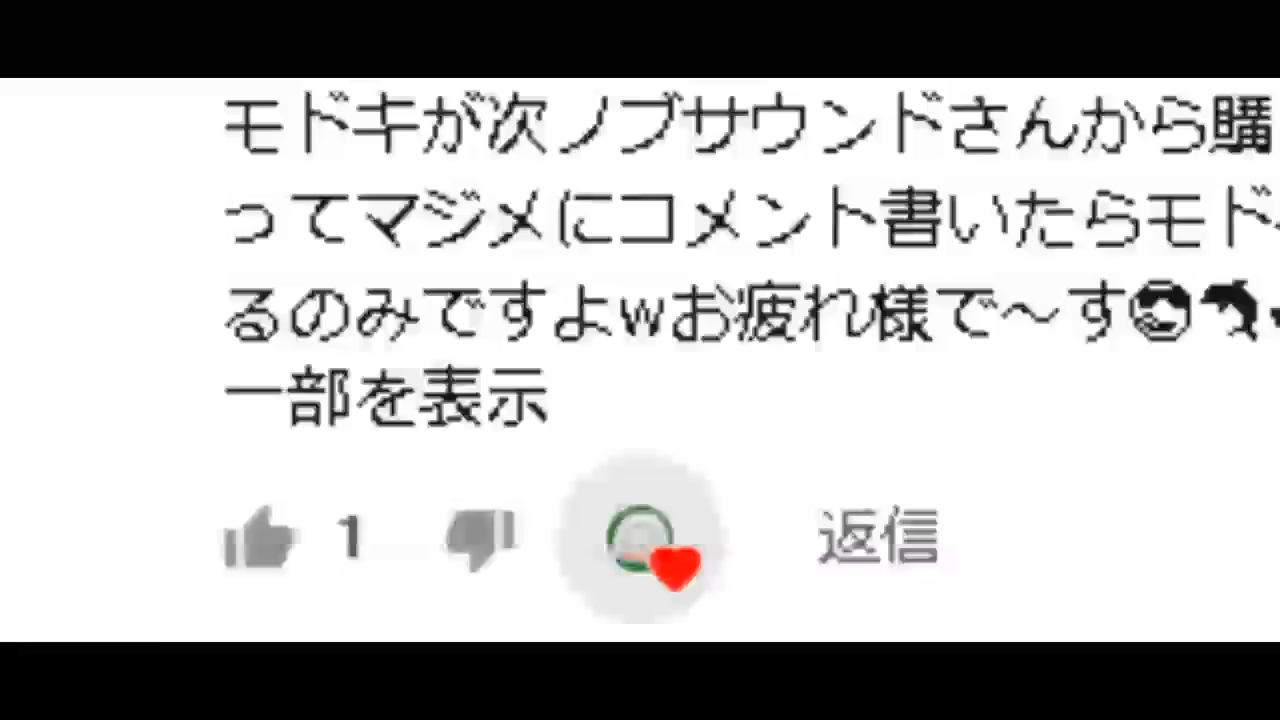 モドキが次ノブサウンドさんから購
ってマジメにコメント書いたらモド
るのみですよwお疲れ様で〜す😎🐬
一部を表示
1
返信